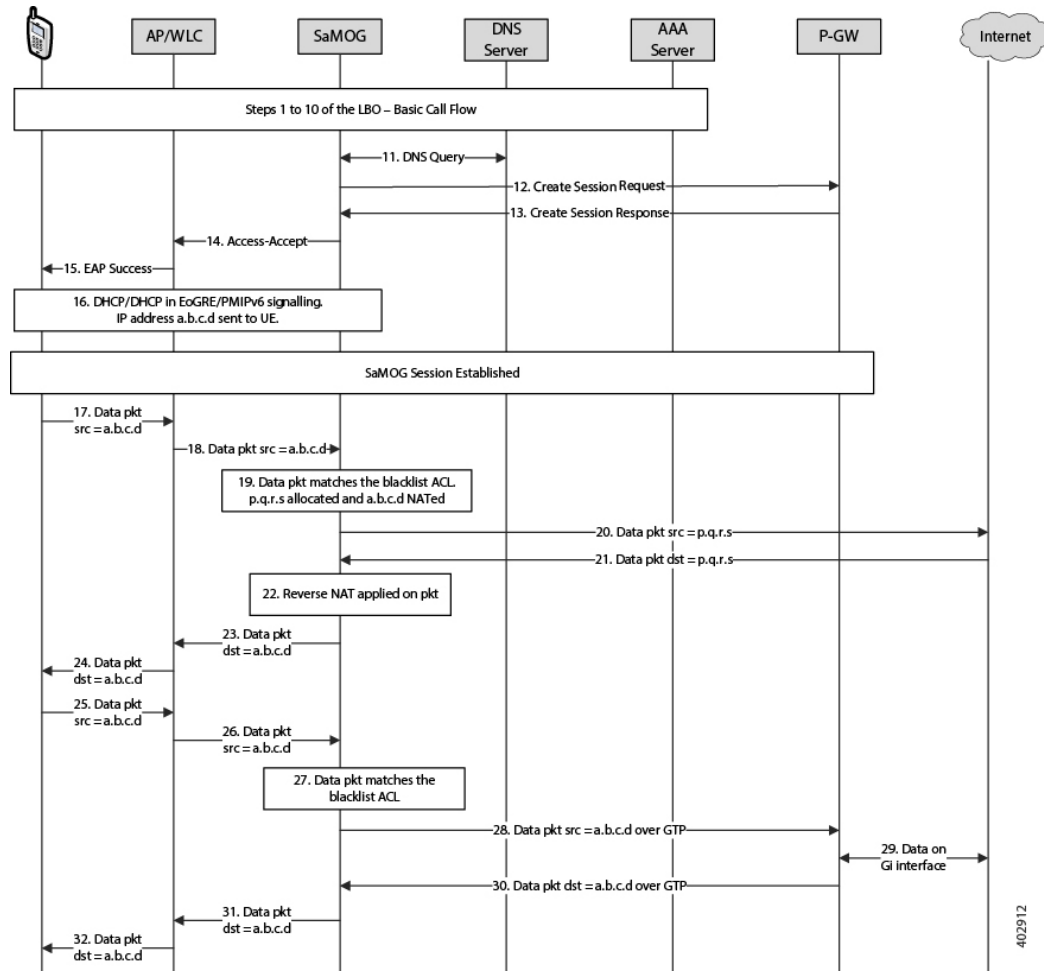 AP/WLC
SaMOG
DNS
Server
AAA
Server
P-GW
Internet
Steps 1 to 10 of the LBO – Basic Call Flow
11. DNS Query
12. Create Session Request
13. Create Session Response
14. Access-Accept
15. EAP Success
16. DHCP/DHCP in EoGRE/PMIPv6 signalling.
IP address a.b.c.d sent to UE.
SaMOG Session Established
17. Data pkt
src = a.b.c.d
18. Data pkt src = a.b.c.d
19. Data pkt matches the blacklist ACL.
p.q.r.s allocated and a.b.c.d NATed
20. Data pkt src = p.q.r.s
21. Data pkt dst = p.q.r.s
22. Reverse NAT applied on pkt
23. Data pkt
dst = a.b.c.d
24. Data pkt
dst = a.b.c.d
25. Data pkt
src = a.b.c.d
26. Data pkt
src = a.b.c.d
27. Data pkt matches the
blacklist ACL
28. Data pkt src = a.b.c.d over GTP
29. Data on
Gi interface
30. Data pkt dst = a.b.c.d over GTP
31. Data pkt
dst = a.b.c.d
32. Data pkt
dst = a.b.c.d
402912